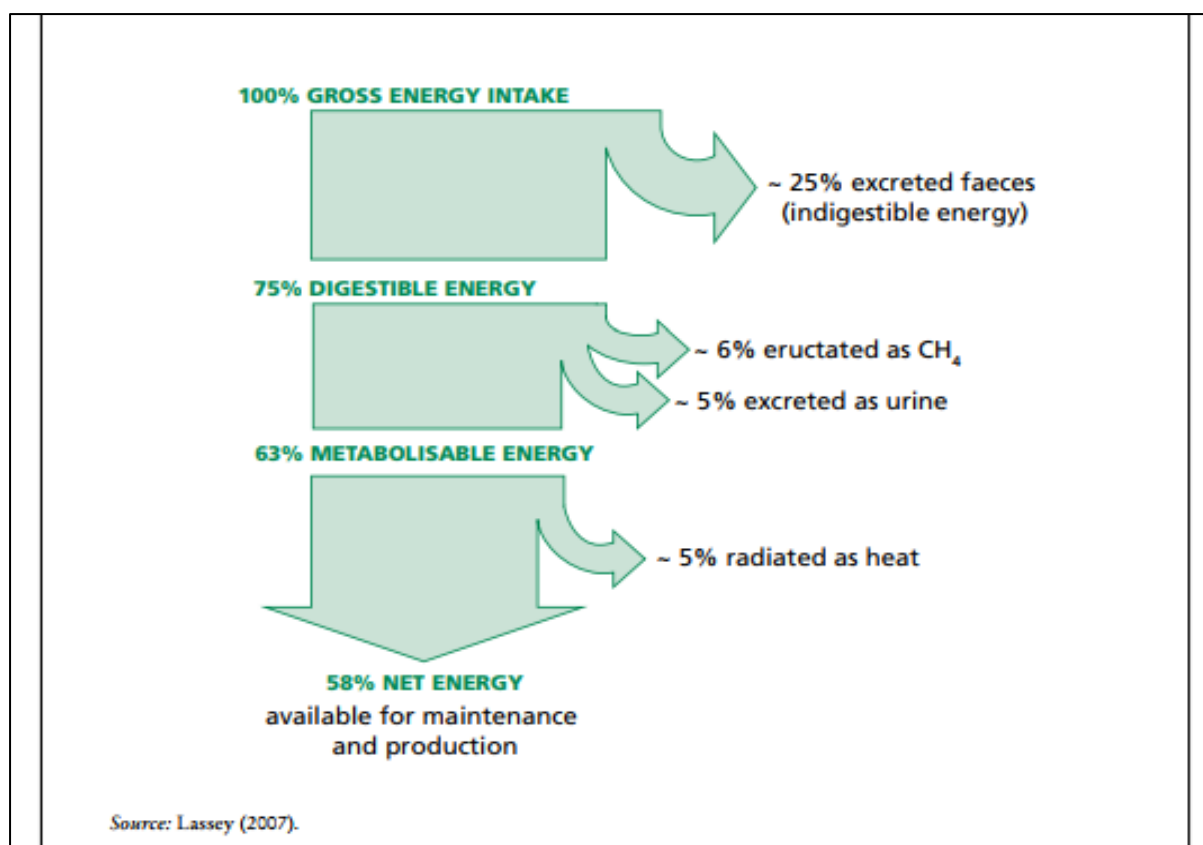 100% GROSS ENERGY INTAKE
~ 25% excreted faeces
(indigestible energy)
75% DIGESTIBLE ENERGY
~ 6% eructated as CH₄
~ 5% excreted as urine
63% METABOLISABLE ENERGY
~ 5% radiated as heat
58% NET ENERGY
available for maintenance
and production
Source: Lassey (2007).